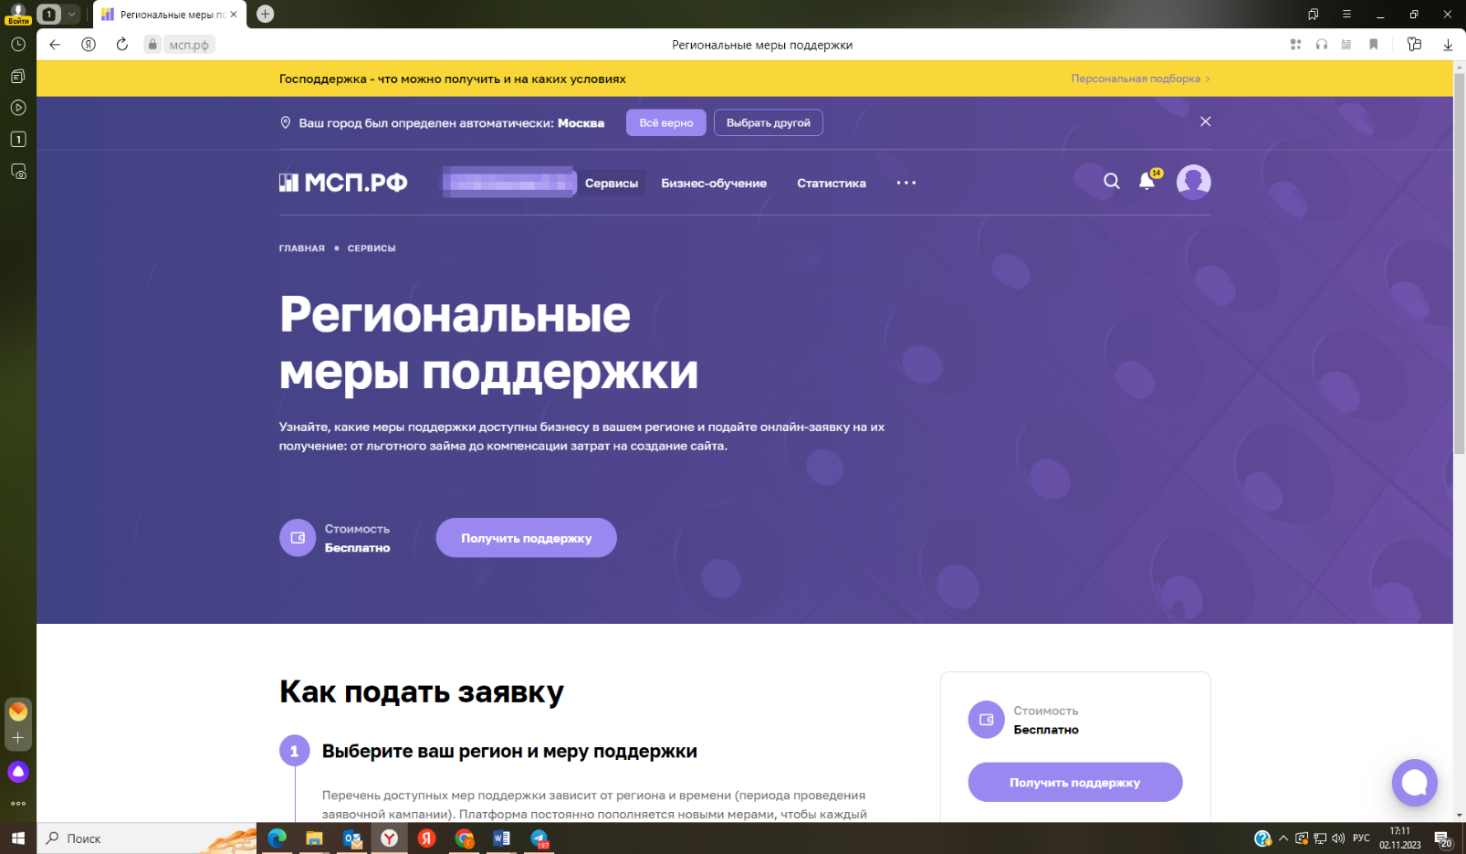 Войти
1
Региональные меры по
мсп.рф
Региональные меры поддержки
Господдержка - что можно получить и на каких условиях
Персональная подборка
Ваш город был определен автоматически: Москва
Всё верно
Выбрать другой
МСП.РФ
Сервисы
Бизнес-обучение
Статистика
14
ГЛАВНАЯ • СЕРВИСЫ
Региональные
меры поддержки
Узнайте, какие меры поддержки доступны бизнесу в вашем регионе и подайте онлайн-заявку на их
получение: от льготного займа до компенсации затрат на создание сайта.
Стоимость
Бесплатно
Получить поддержку
Как подать заявку
1
Выберите ваш регион и меру поддержки
Перечень доступных мер поддержки зависит от региона и времени (периода проведения
заявочной кампании). Платформа постоянно пополняется новыми мерами, чтобы каждый
Стоимость
Бесплатно
Получить поддержку
1
Поиск
РУС
17:11
02.11.2023
20